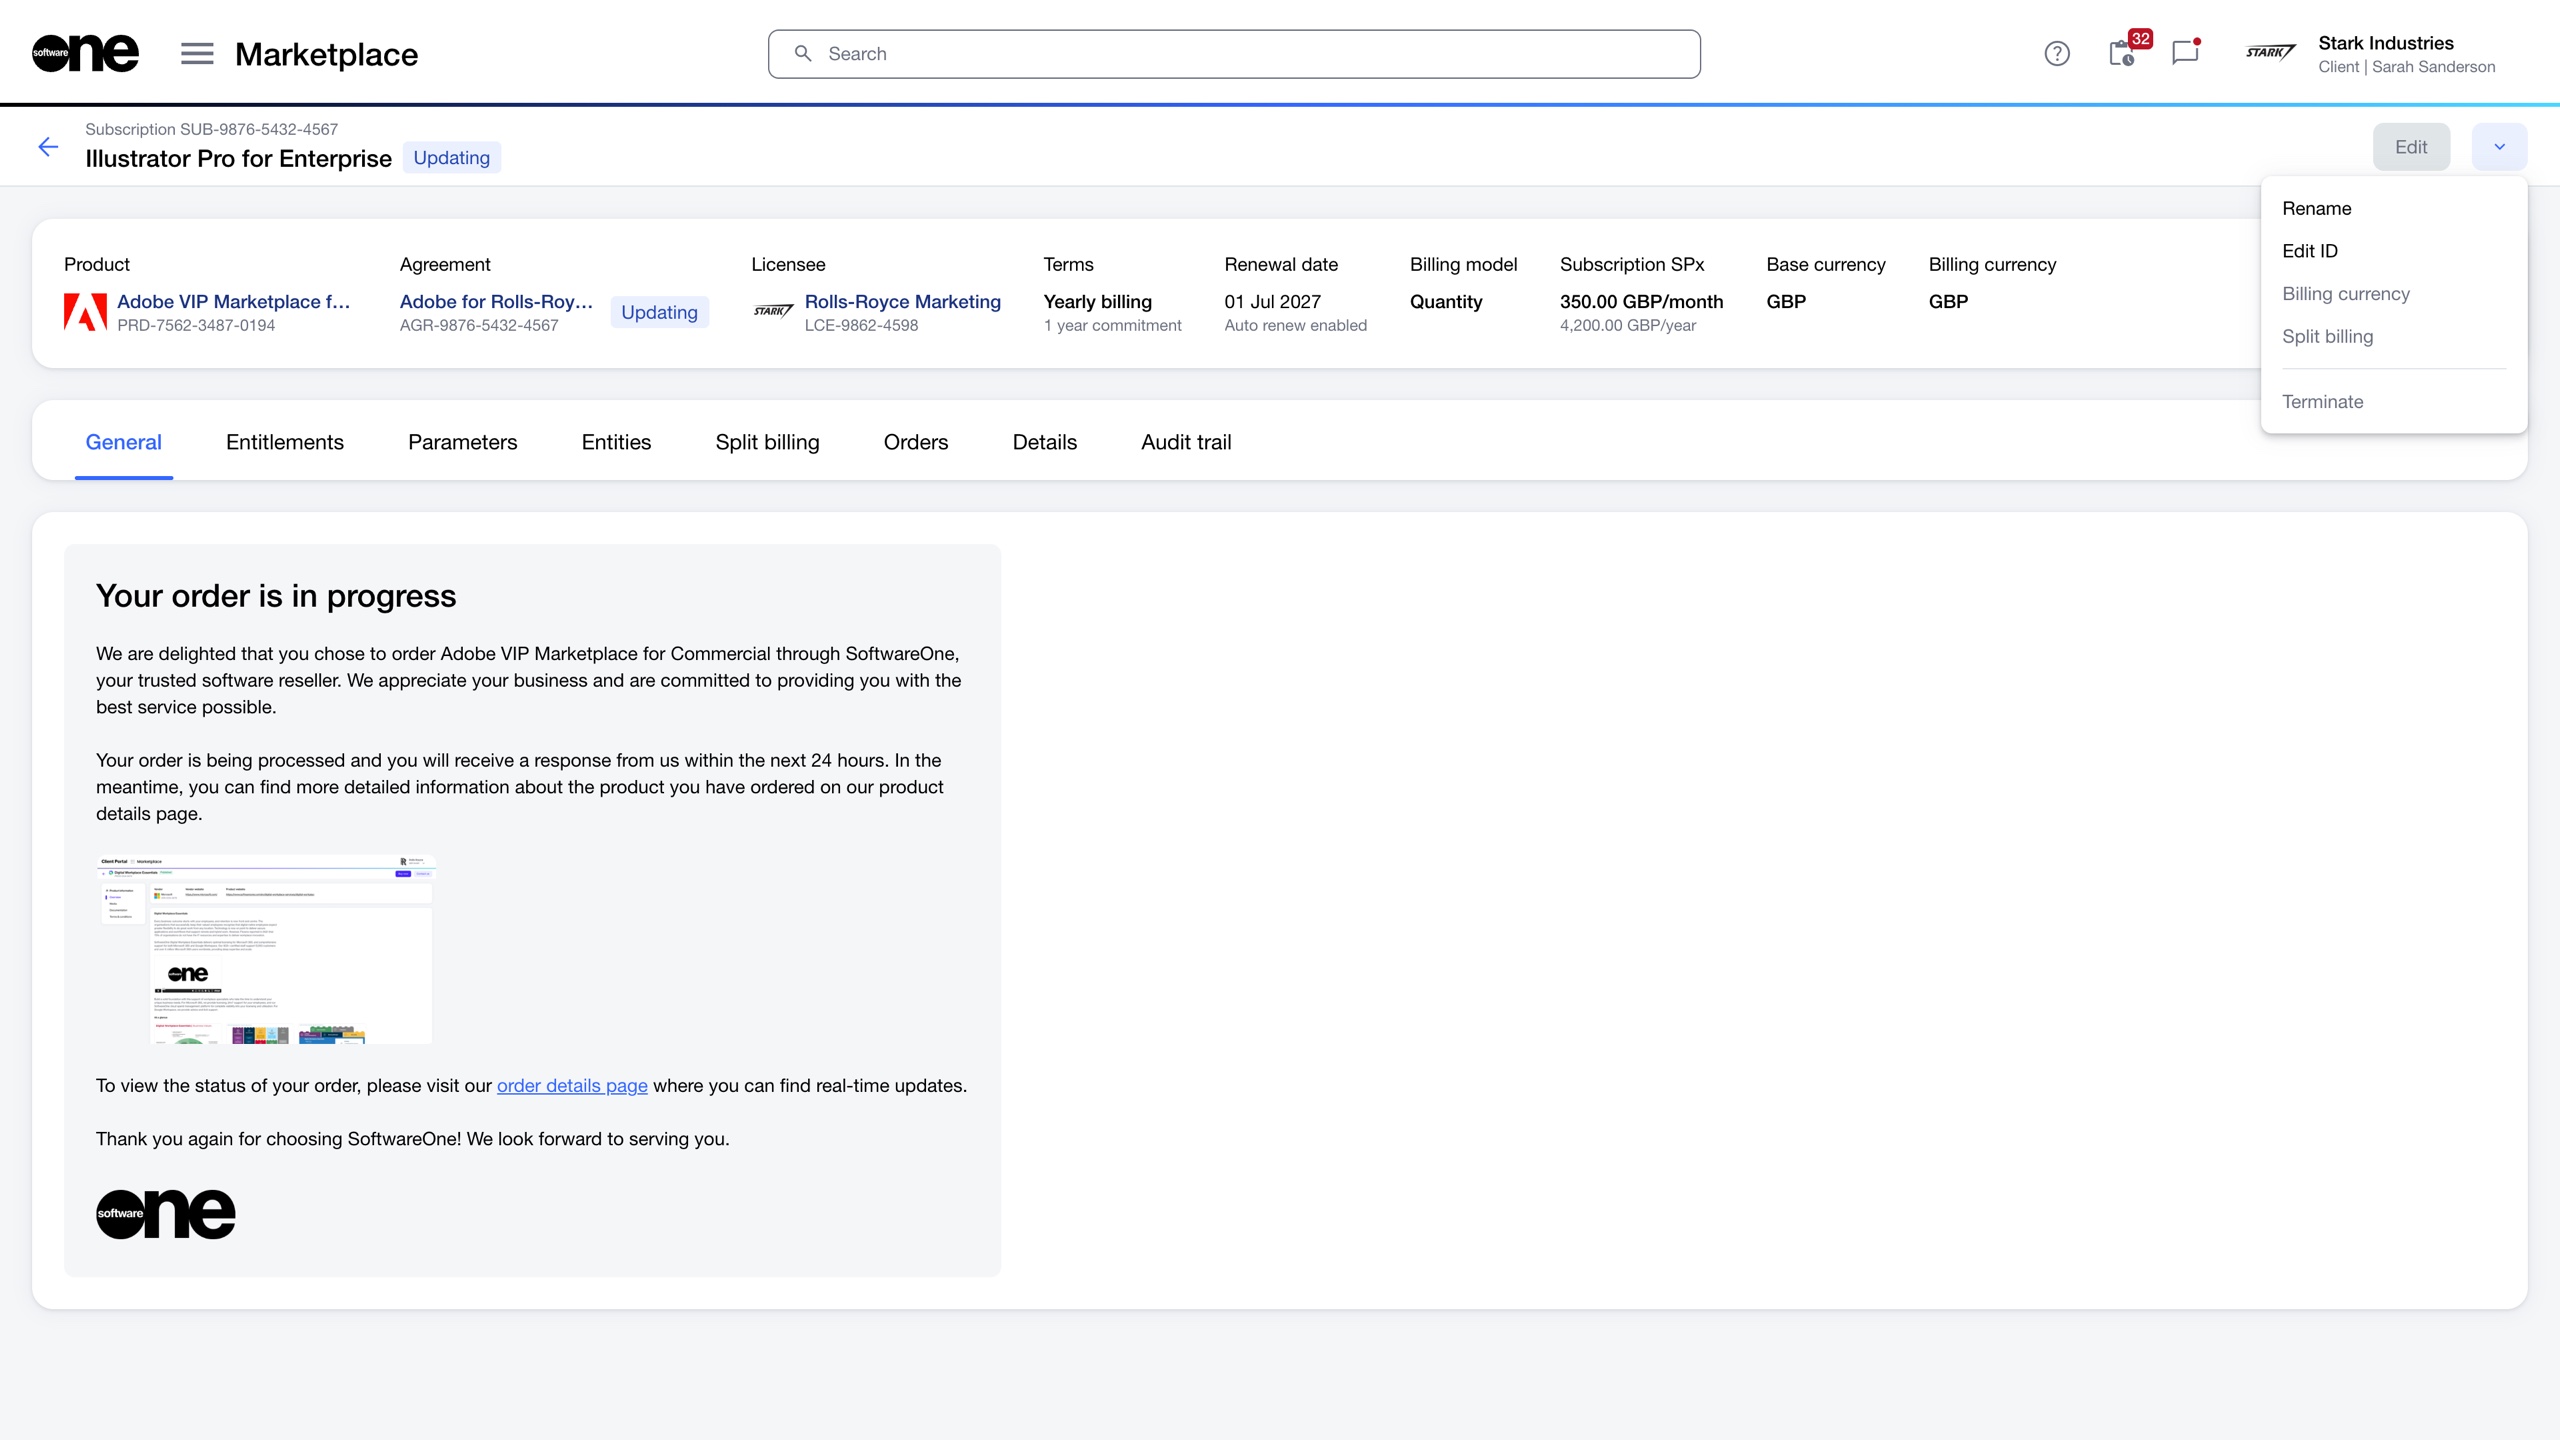 software one
Marketplace
Search
32
STARK
Stark Industries
Client | Sarah Sanderson
Subscription SUB-9876-5432-4567
Illustrator Pro for Enterprise
Updating
Edit
Rename
Edit ID
Billing currency
Split billing
Terminate
Product
Adobe VIP Marketplace f...
PRD-7562-3487-0194
Agreement
Adobe for Rolls-Roy...
AGR-9876-5432-4567
Updating
Licensee
STARK
Rolls-Royce Marketing
LCE-9862-4598
Terms
Yearly billing
1 year commitment
Renewal date
01 Jul 2027
Auto renew enabled
Billing model
Quantity
Subscription SPx
350.00 GBP/month
4,200.00 GBP/year
Base currency
GBP
Billing currency
GBP
General
Entitlements
Parameters
Entities
Split billing
Orders
Details
Audit trail
Your order is in progress
We are delighted that you chose to order Adobe VIP Marketplace for Commercial through SoftwareOne,
your trusted software reseller. We appreciate your business and are committed to providing you with the
best service possible.
Your order is being processed and you will receive a response from us within the next 24 hours. In the
meantime, you can find more detailed information about the product you have ordered on our product
details page.
Client Portal Marketplace
Digital Workplace Essentials
one
To view the status of your order, please visit our order details page where you can find real-time updates.
Thank you again for choosing SoftwareOne! We look forward to serving you.
software one